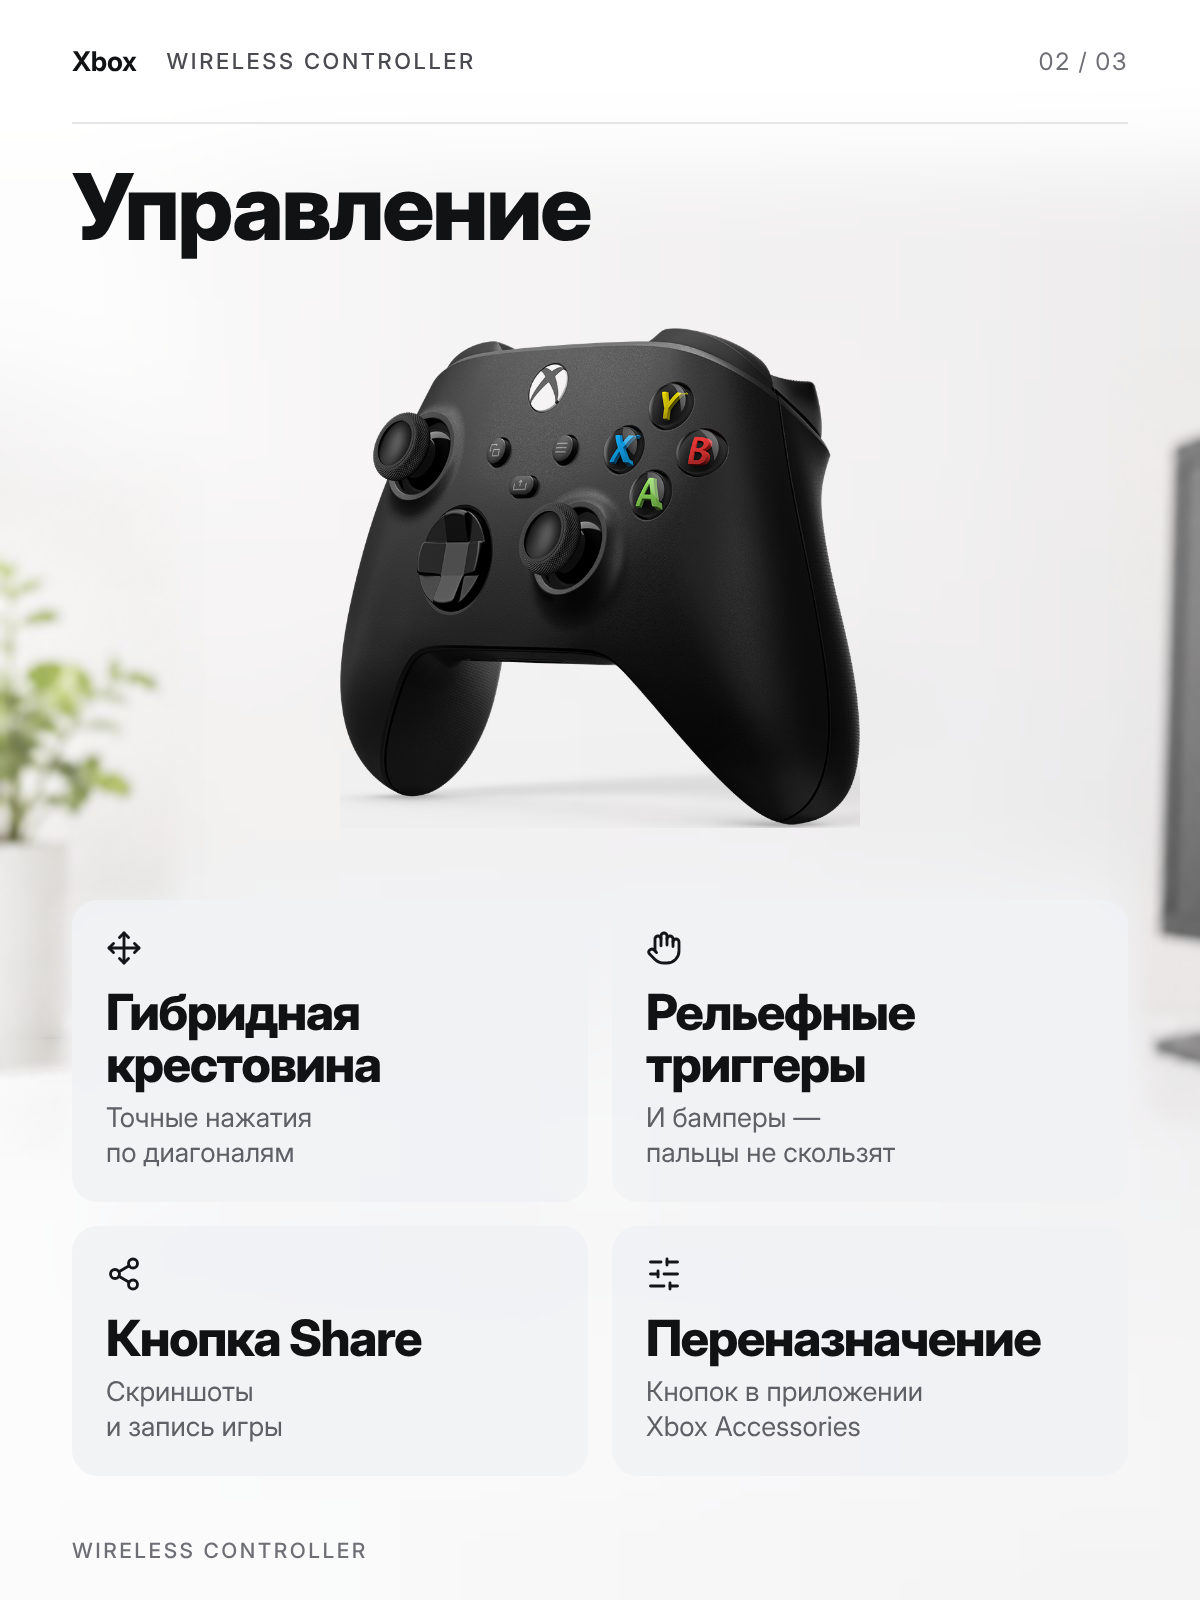 Xbox WIRELESS CONTROLLER 02 / 03
Управление
Y
X B
A
Гибридная
крестовина
Точные нажатия
по диагоналям
Рельефные
триггеры
И бамперы —
пальцы не скользят
Кнопка Share
Скриншоты
и запись игры
Переназначение
Кнопок в приложении
Xbox Accessories
WIRELESS CONTROLLER